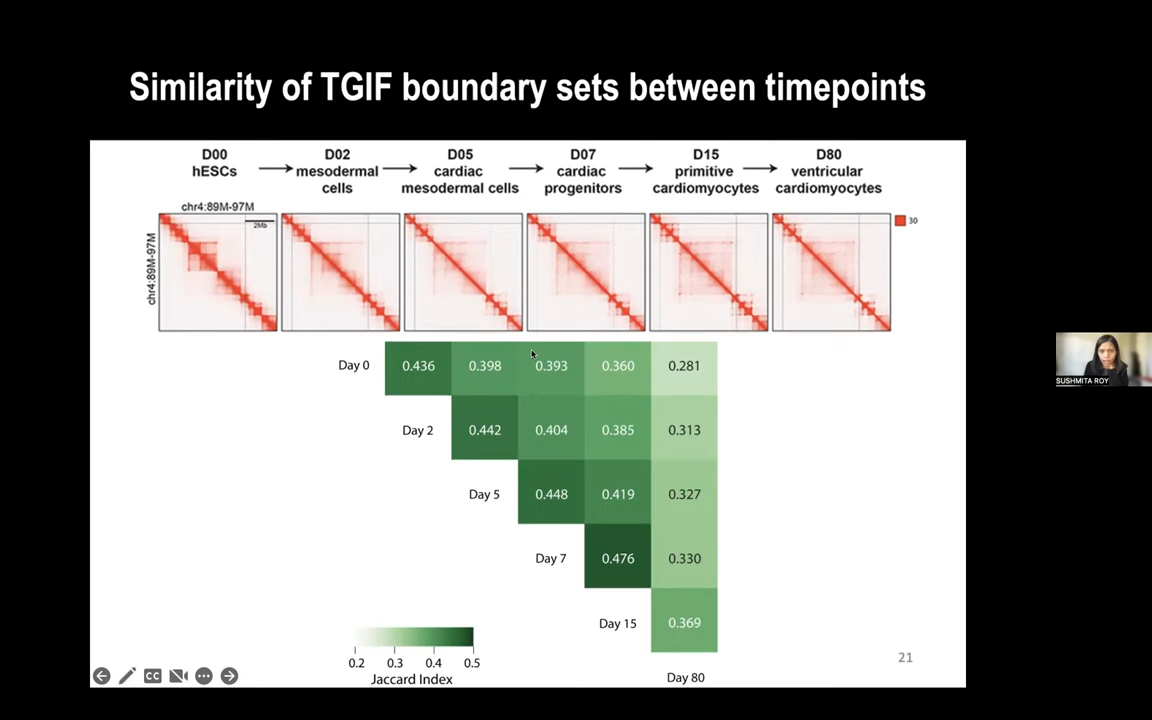 Similarity of TGIF boundary sets between timepoints
D00 hESCs
D02 mesodermal cells
D05 cardiac mesodermal cells
D07 cardiac progenitors
D15 primitive cardiomyocytes
D80 ventricular cardiomyocytes
chr4:89M-97M
2Mb
30
chr4:89M-97M
Day 0 0.436 0.398 0.393 0.360 0.281
Day 2 0.442 0.404 0.385 0.313
Day 5 0.448 0.419 0.327
Day 7 0.476 0.330
Day 15 0.369
0.2 0.3 0.4 0.5
Jaccard Index
Day 80
21
CC
SUSHMITA ROY